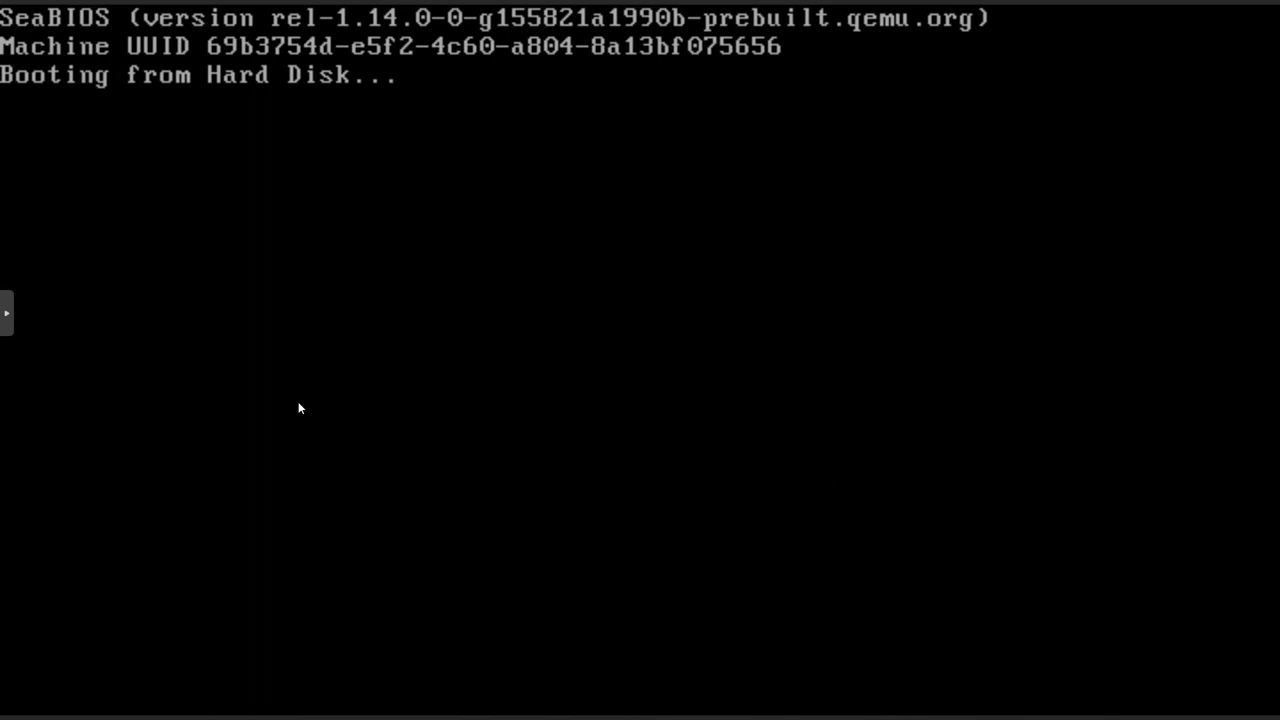 SeaBIOS (version rel-1.14.0-0-g155821a1990b-prebuilt.qemu.org)
Machine UUID 69b3754d-e5f2-4c60-a804-8a13bf075656
Booting from Hard Disk...